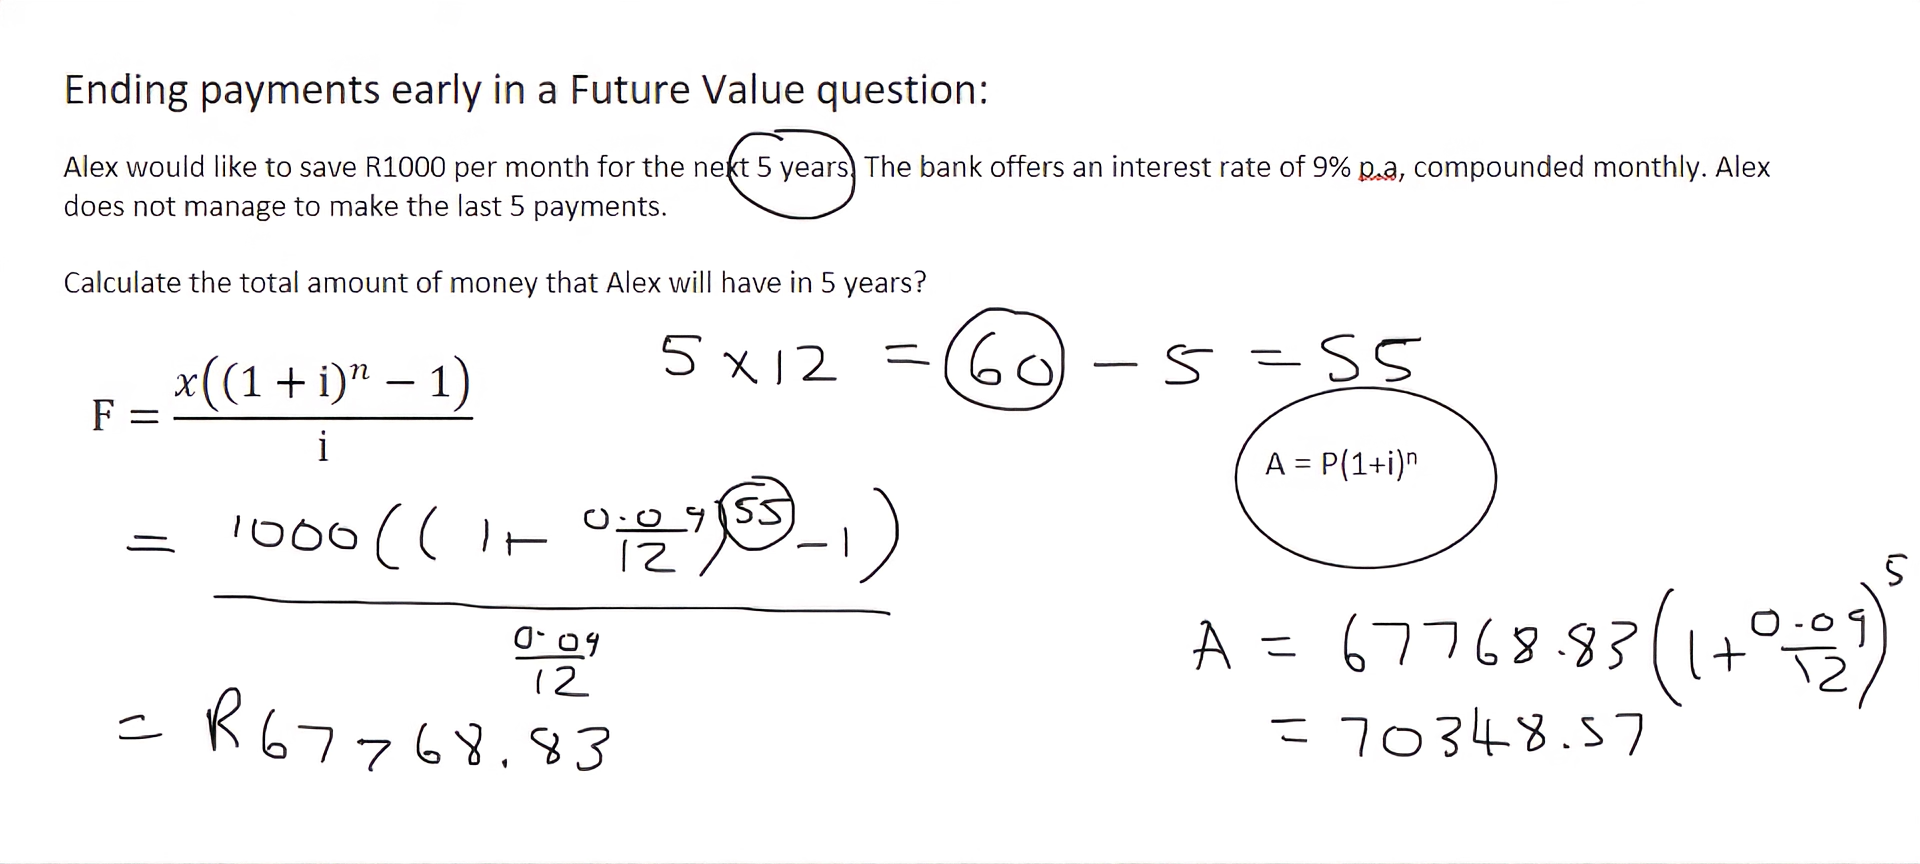 Ending payments early in a Future Value question:
Alex would like to save R1000 per month for the next 5 years. The bank offers an interest rate of 9% p.a, compounded monthly. Alex
does not manage to make the last 5 payments.
Calculate the total amount of money that Alex will have in 5 years?
5 × 12 = 60 - 5 = 55
F = x((1 + i)ⁿ − 1) / i
A = P(1+i)ⁿ
= 1000((1 + 0.09/12)^55 - 1) / (0.09/12)
= R67768.83
A = 67768.83(1 + 0.09/12)^5
= 70348.57